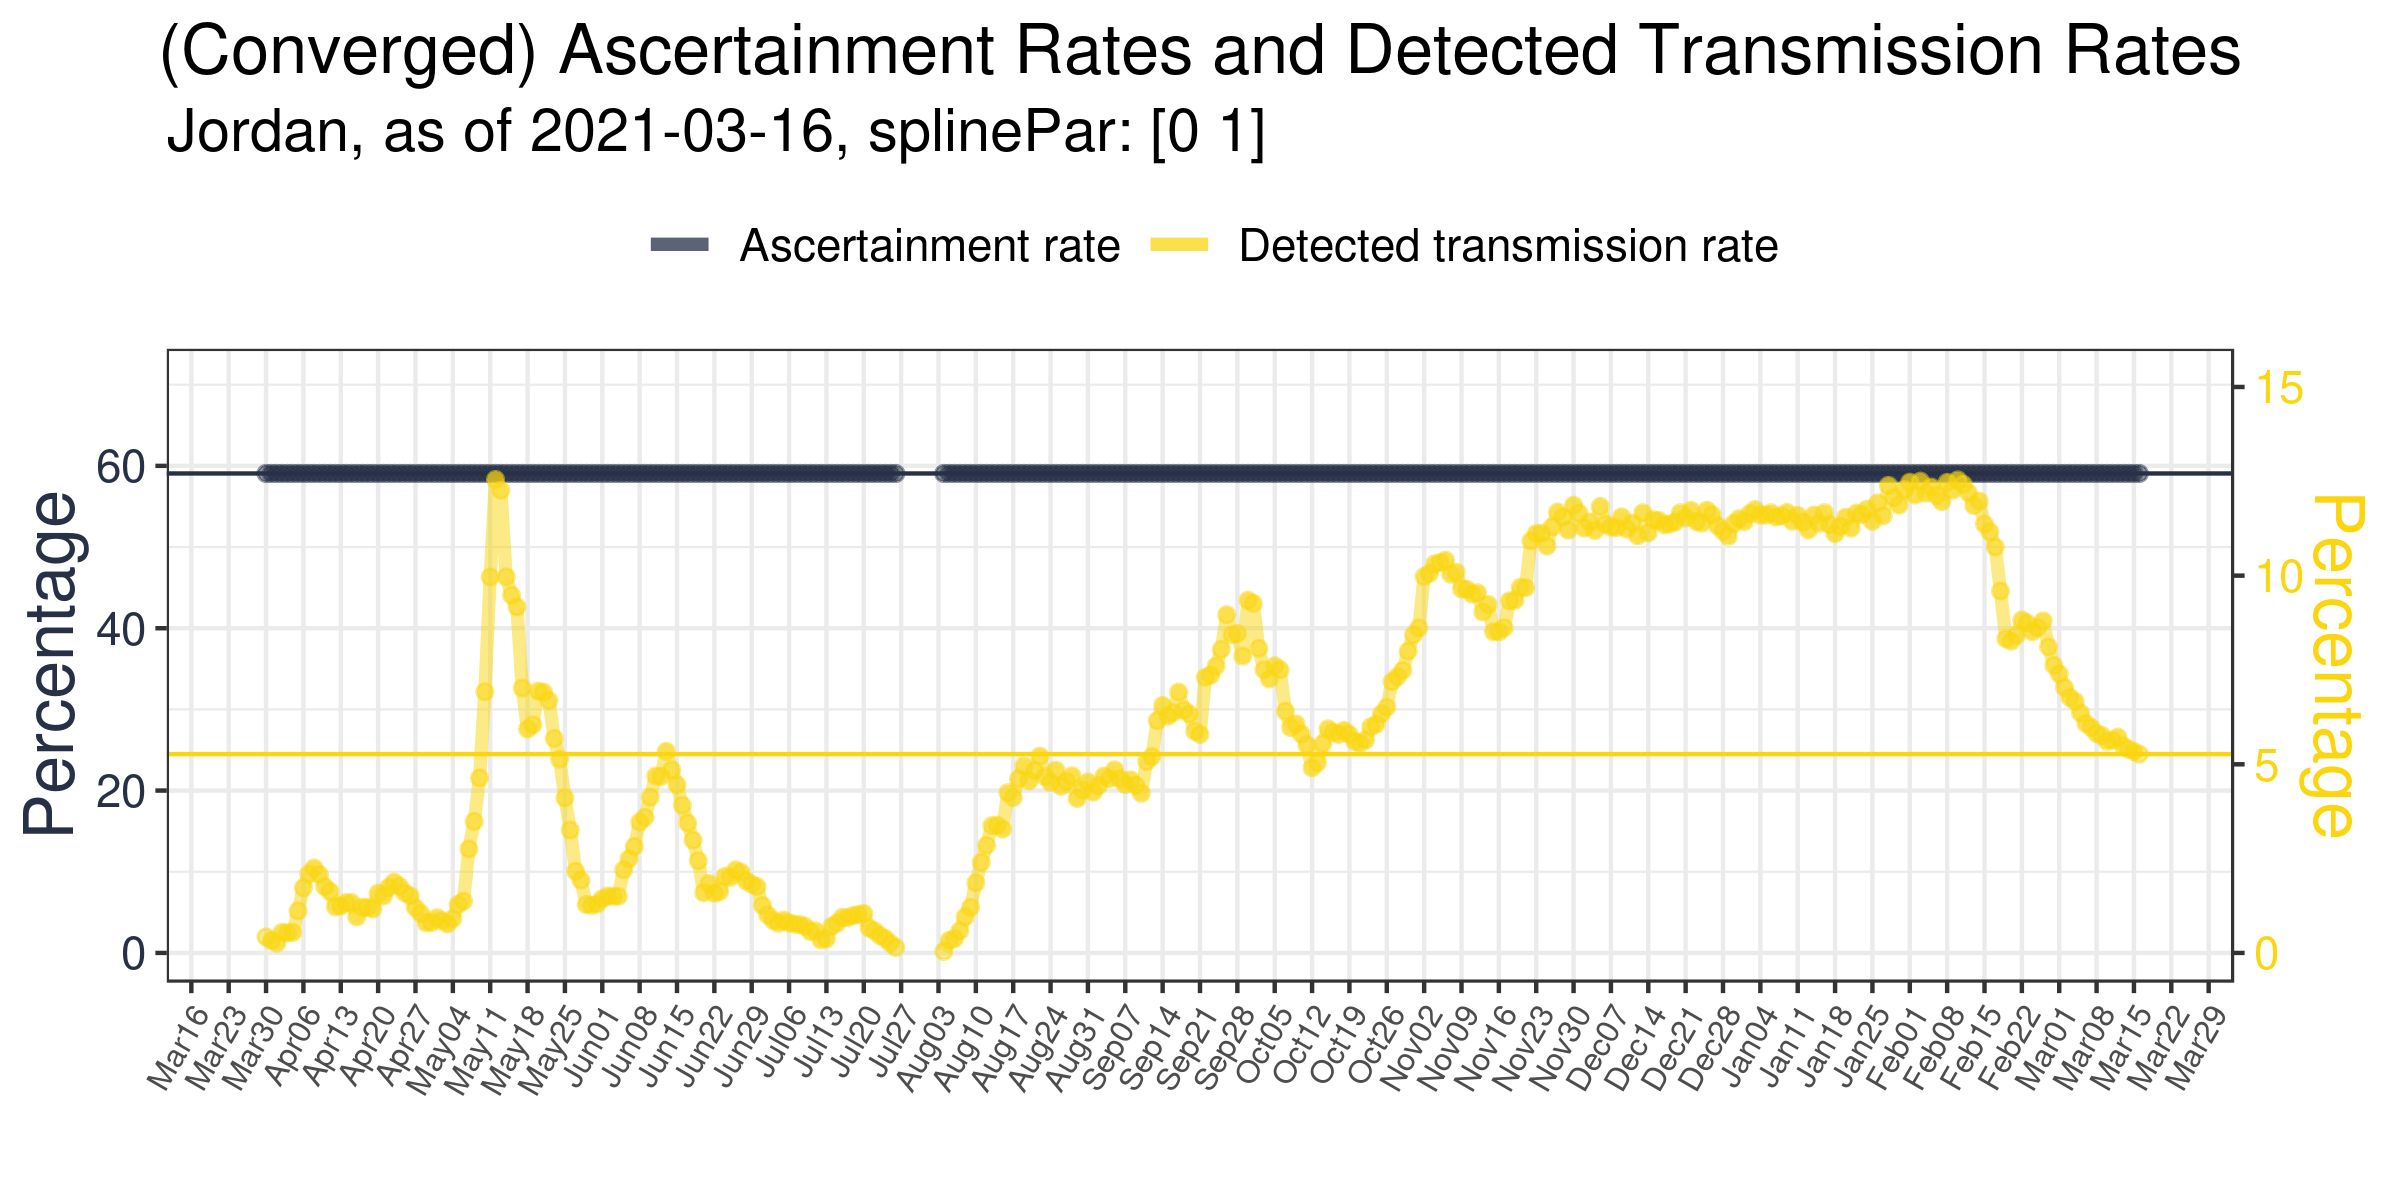 (Converged) Ascertainment Rates and Detected Transmission Rates
Jordan, as of 2021-03-16, splinePar: [0 1]
Ascertainment rate
Detected transmission rate
Percentage
60
40
20
0
15
10
5
0
Percentage
Mar16
Mar23
Mar30
Apr06
Apr13
Apr20
Apr27
May04
May11
May18
May25
Jun01
Jun08
Jun15
Jun22
Jun29
Jul06
Jul13
Jul20
Jul27
Aug03
Aug10
Aug17
Aug24
Aug31
Sep07
Sep14
Sep21
Sep28
Oct05
Oct12
Oct19
Oct26
Nov02
Nov09
Nov16
Nov23
Nov30
Dec07
Dec14
Dec21
Dec28
Jan04
Jan11
Jan18
Jan25
Feb01
Feb08
Feb15
Feb22
Mar01
Mar08
Mar15
Mar22
Mar29